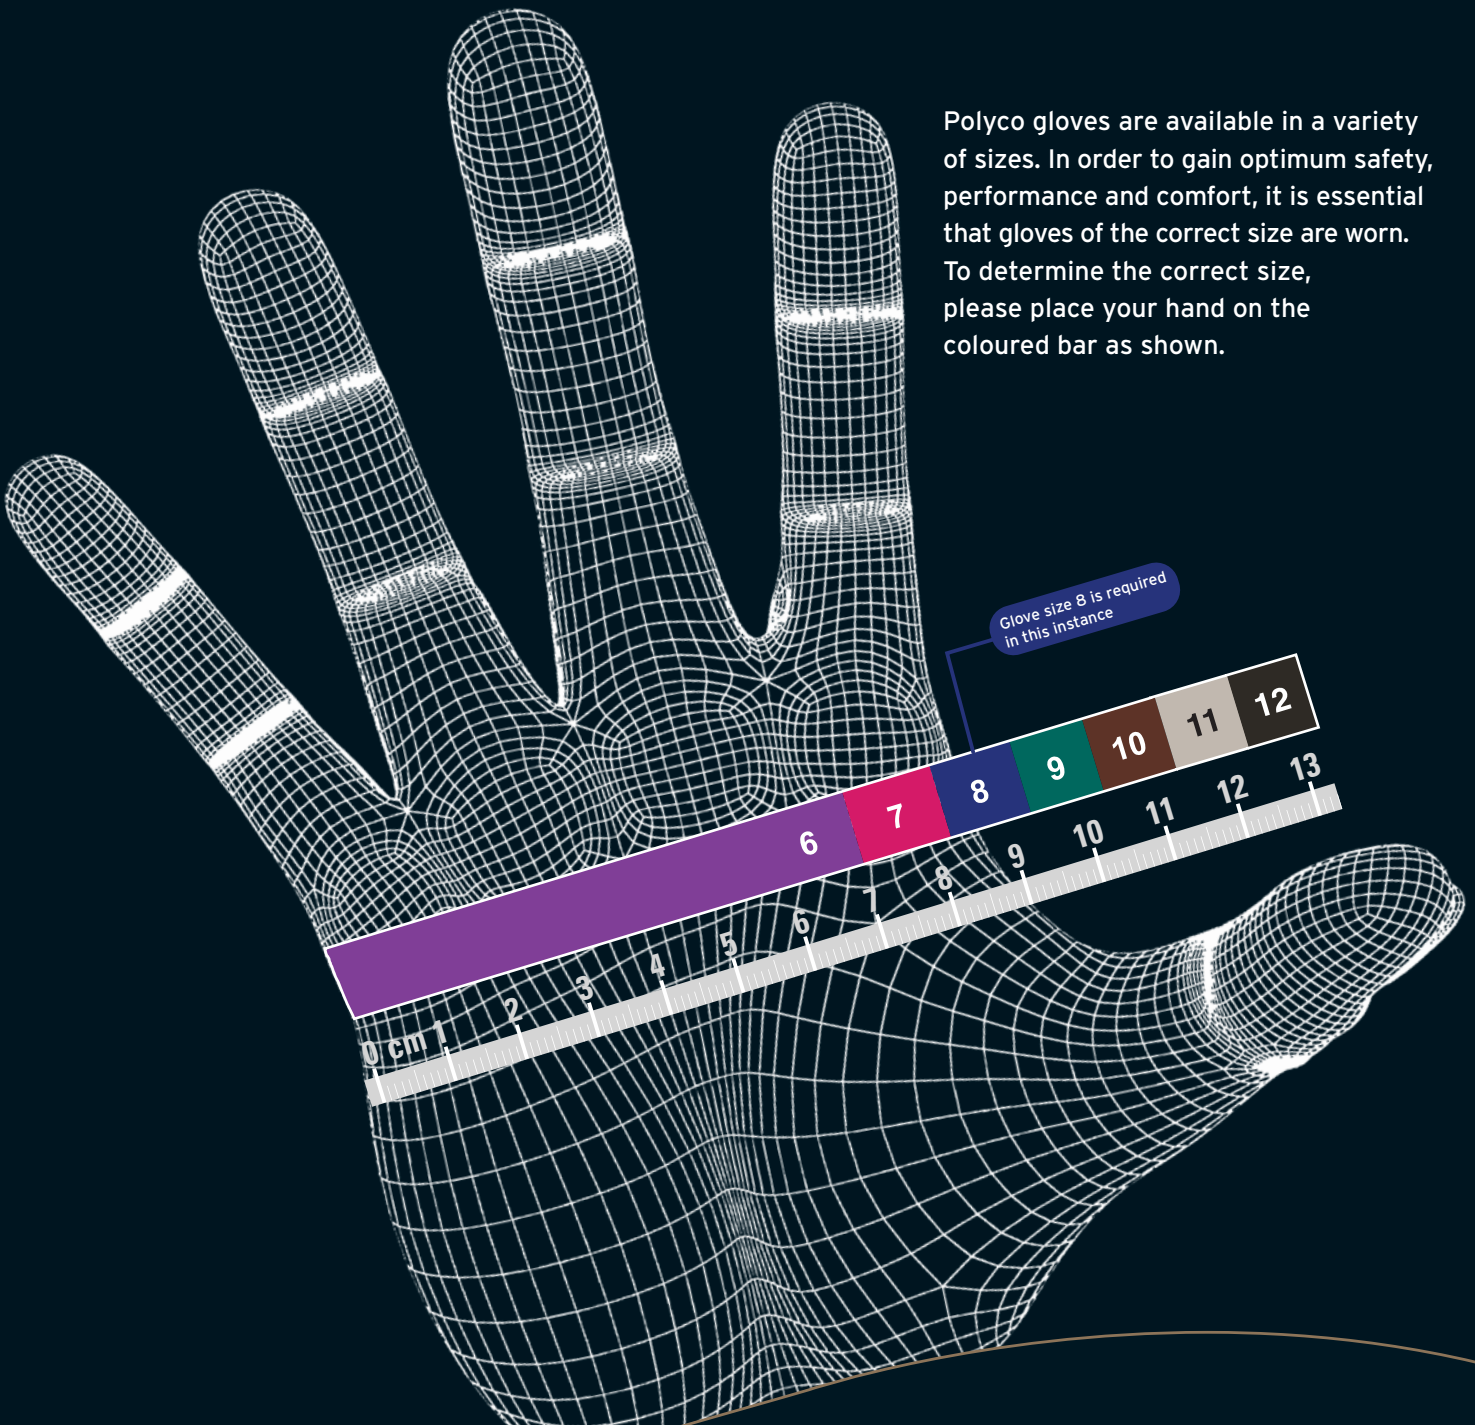 Polyco gloves are available in a variety
of sizes. In order to gain optimum safety,
performance and comfort, it is essential
that gloves of the correct size are worn.
To determine the correct size,
please place your hand on the
coloured bar as shown.
Glove size 8 is required
in this instance
6 7 8 9 10 11 12
0 cm 1 2 3 4 5 6 7 8 9 10 11 12 13